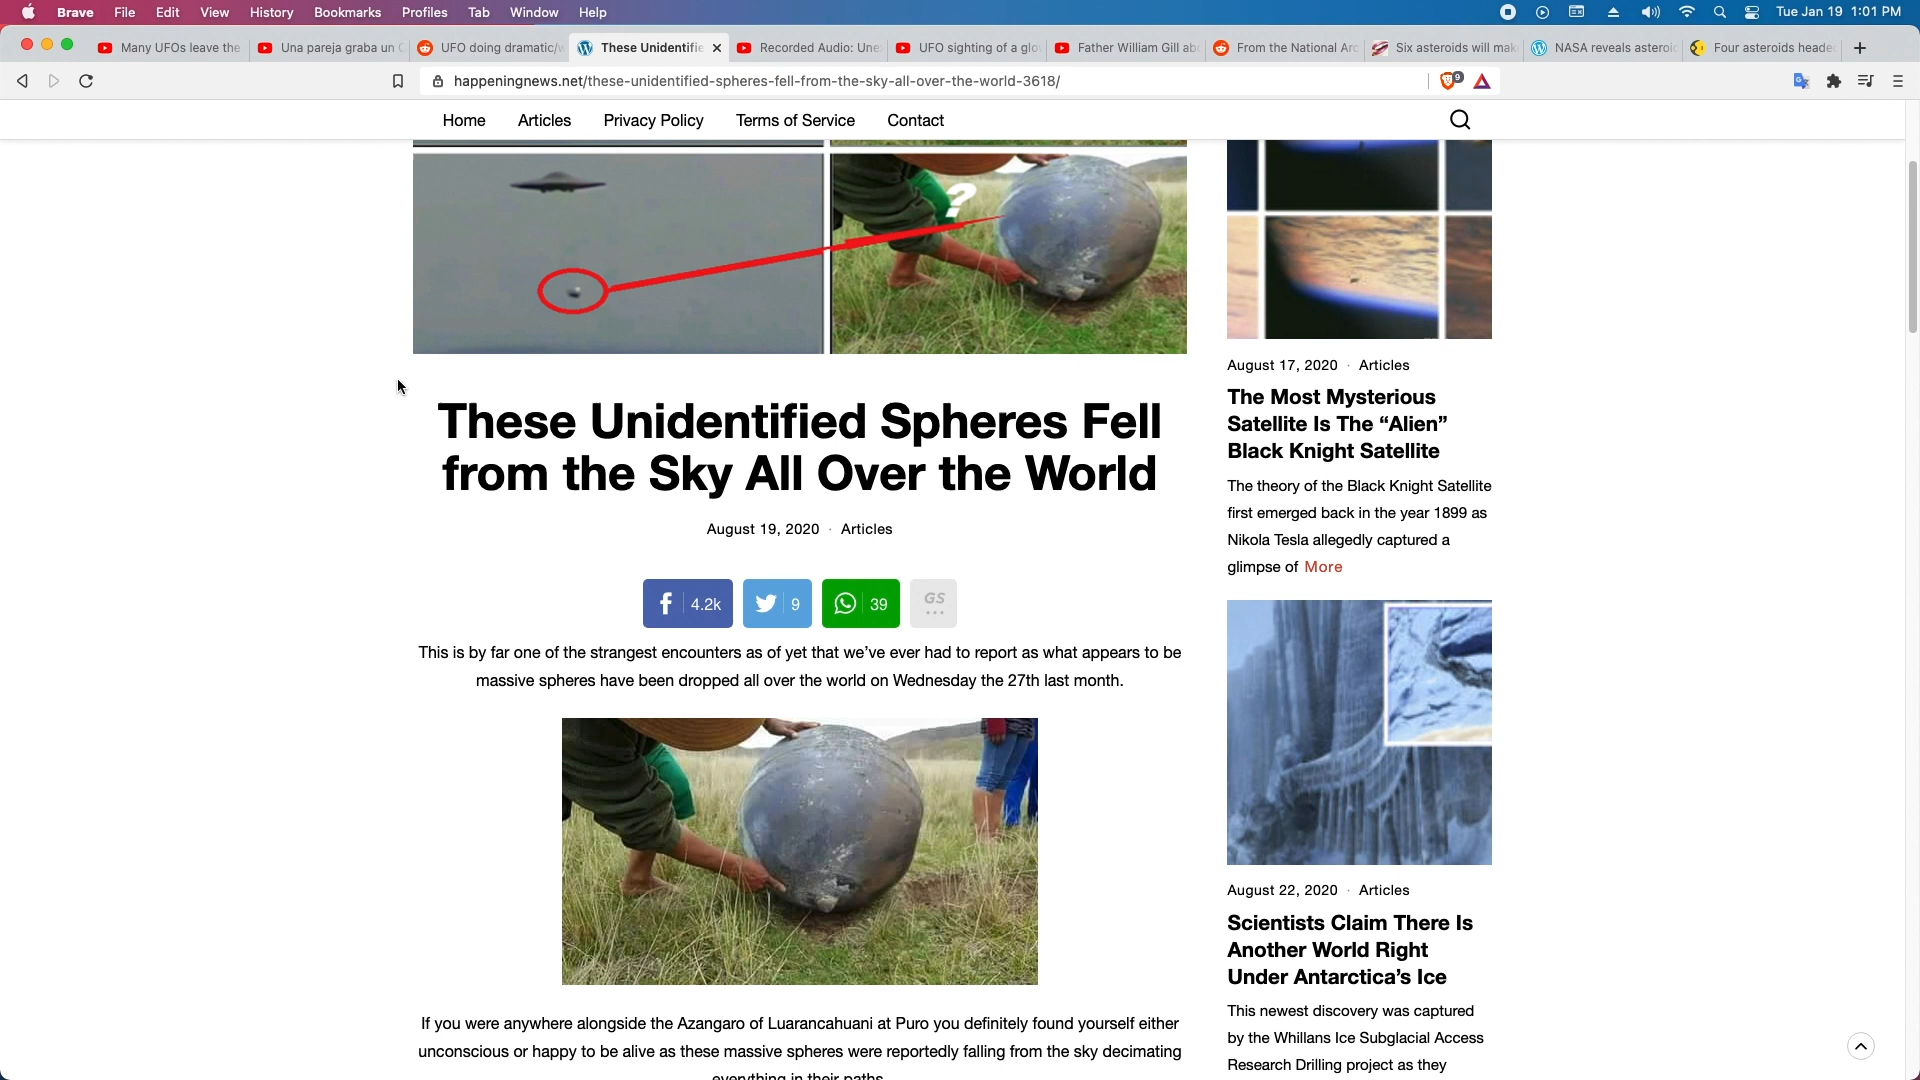 Brave File Edit View History Bookmarks Profiles Tab Window Help Tue Jan 19 1:01 PM
Many UFOs leave the Una pareja graba un UFO doing dramatic/w These Unidentifie Recorded Audio: Une UFO sighting of a glo Father William Gill abo From the National Arc Six asteroids will mak NASA reveals asteroi Four asteroids headed
happeningnews.net/these-unidentified-spheres-fell-from-the-sky-all-over-the-world-3618/ 9
Home Articles Privacy Policy Terms of Service Contact
?
These Unidentified Spheres Fell
from the Sky All Over the World
August 19, 2020 · Articles
4.2k 9 39 GS
This is by far one of the strangest encounters as of yet that we've ever had to report as what appears to be
massive spheres have been dropped all over the world on Wednesday the 27th last month.
If you were anywhere alongside the Azangaro of Luarancahuani at Puro you definitely found yourself either
unconscious or happy to be alive as these massive spheres were reportedly falling from the sky decimating
everything in their paths.
August 17, 2020 · Articles
The Most Mysterious
Satellite Is The “Alien”
Black Knight Satellite
The theory of the Black Knight Satellite
first emerged back in the year 1899 as
Nikola Tesla allegedly captured a
glimpse of More
August 22, 2020 · Articles
Scientists Claim There Is
Another World Right
Under Antarctica’s Ice
This newest discovery was captured
by the Whillans Ice Subglacial Access
Research Drilling project as they